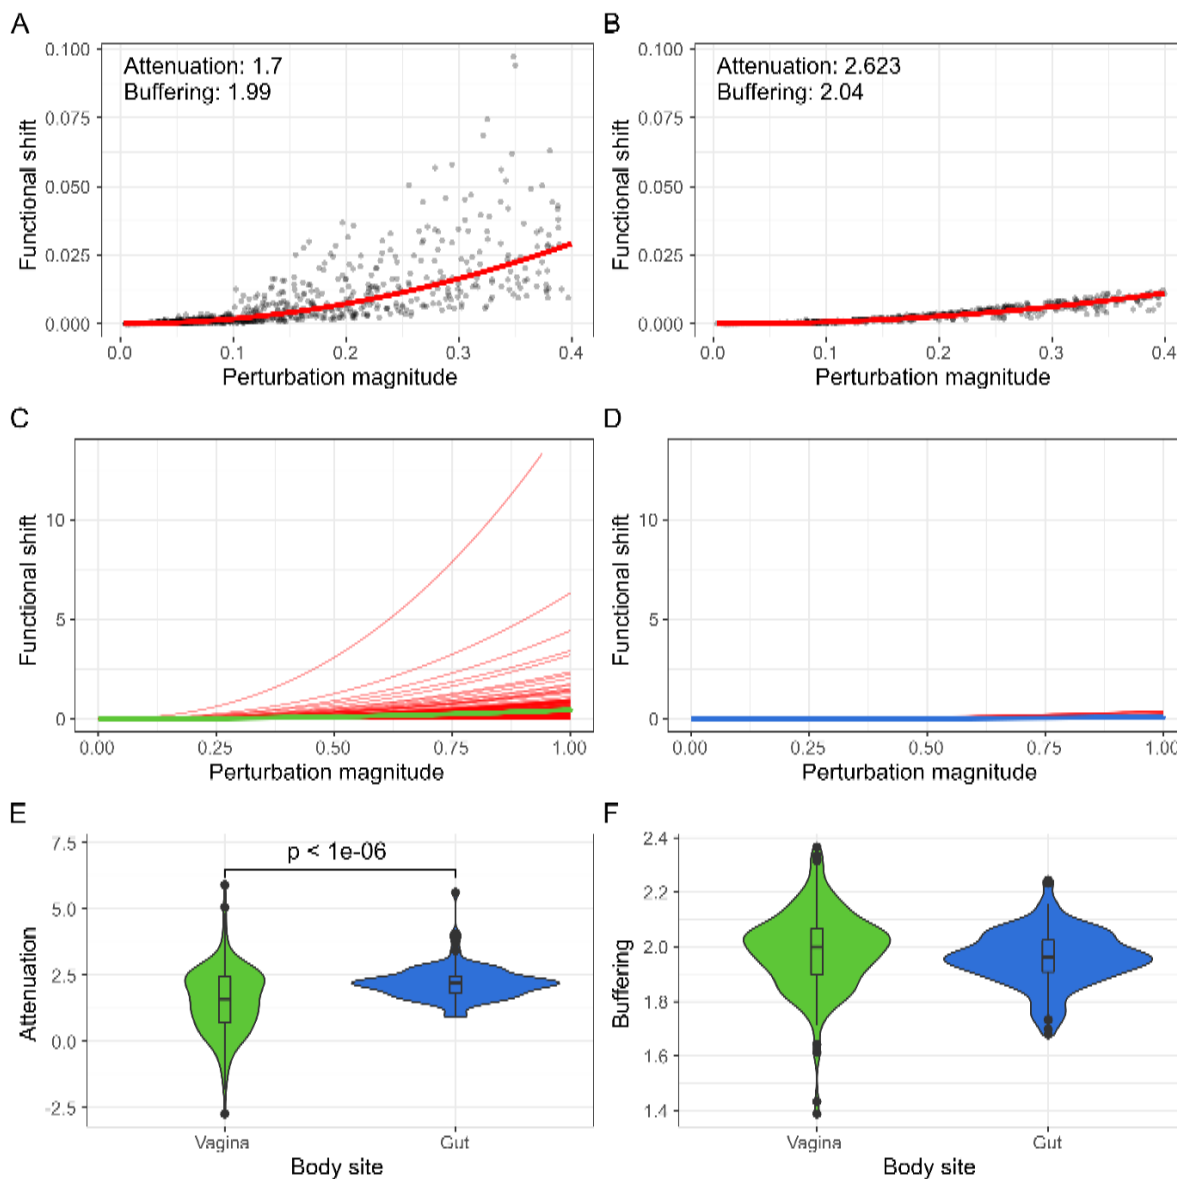 A
B
Attenuation: 1.7
Buffering: 1.99
Attenuation: 2.623
Buffering: 2.04
Functional shift
0.100
0.075
0.050
0.025
0.000
0.0 0.1 0.2 0.3 0.4
Perturbation magnitude
Functional shift
0.100
0.075
0.050
0.025
0.000
0.0 0.1 0.2 0.3 0.4
Perturbation magnitude
C
D
Functional shift
10
5
0
0.00 0.25 0.50 0.75 1.00
Perturbation magnitude
Functional shift
10
5
0
0.00 0.25 0.50 0.75 1.00
Perturbation magnitude
E
F
Attenuation
7.5
5.0
2.5
0.0
-2.5
p < 1e-06
Vagina Gut
Body site
Buffering
2.4
2.2
2.0
1.8
1.6
1.4
Vagina Gut
Body site